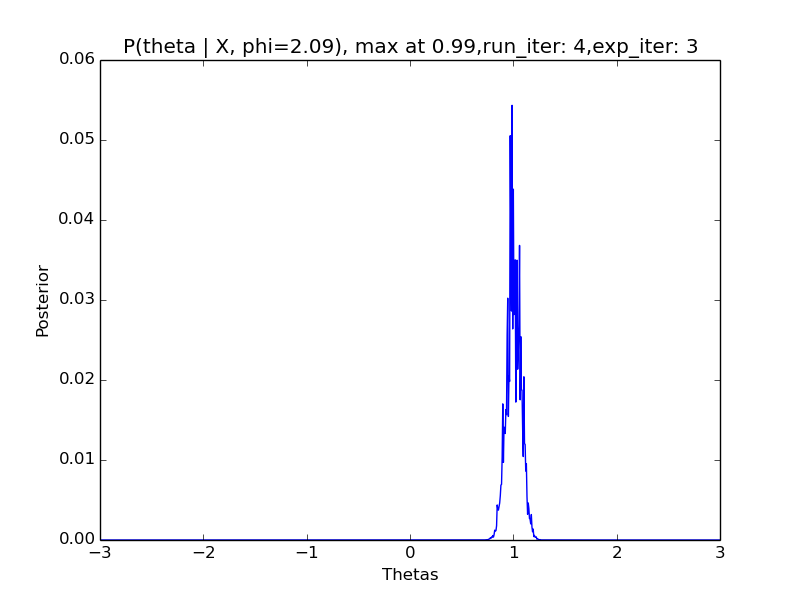 P(theta | X, phi=2.09), max at 0.99,run_iter: 4,exp_iter: 3
0.06
0.05
0.04
0.03
0.02
0.01
0.00
Posterior
−3 −2 −1 0 1 2 3
Thetas